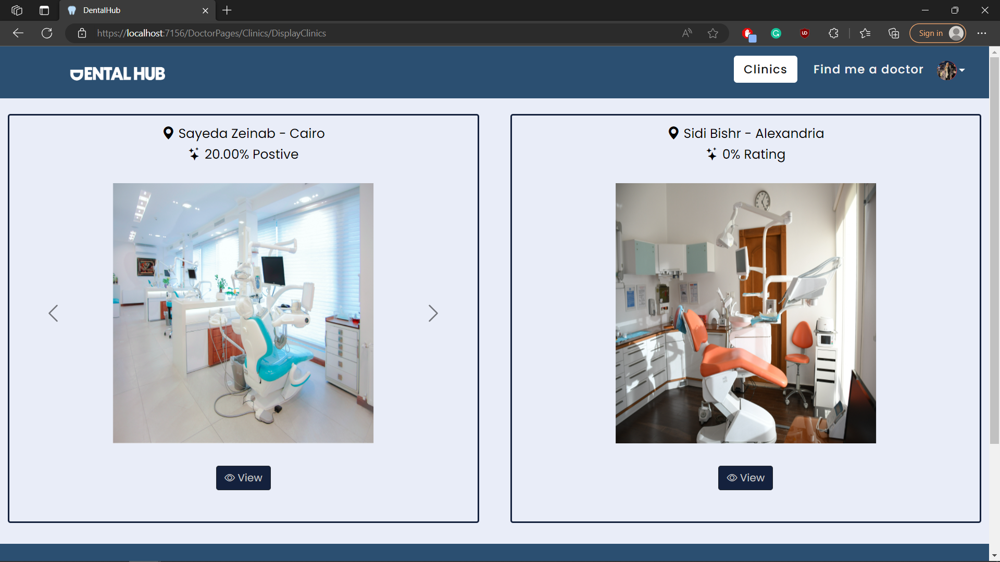 DentalHub
https://localhost:7156/DoctorPages/Clinics/DisplayClinics
Sign in
DENTAL HUB
Clinics
Find me a doctor
Sayeda Zeinab - Cairo
20.00% Postive
Sidi Bishr - Alexandria
0% Rating
View
View